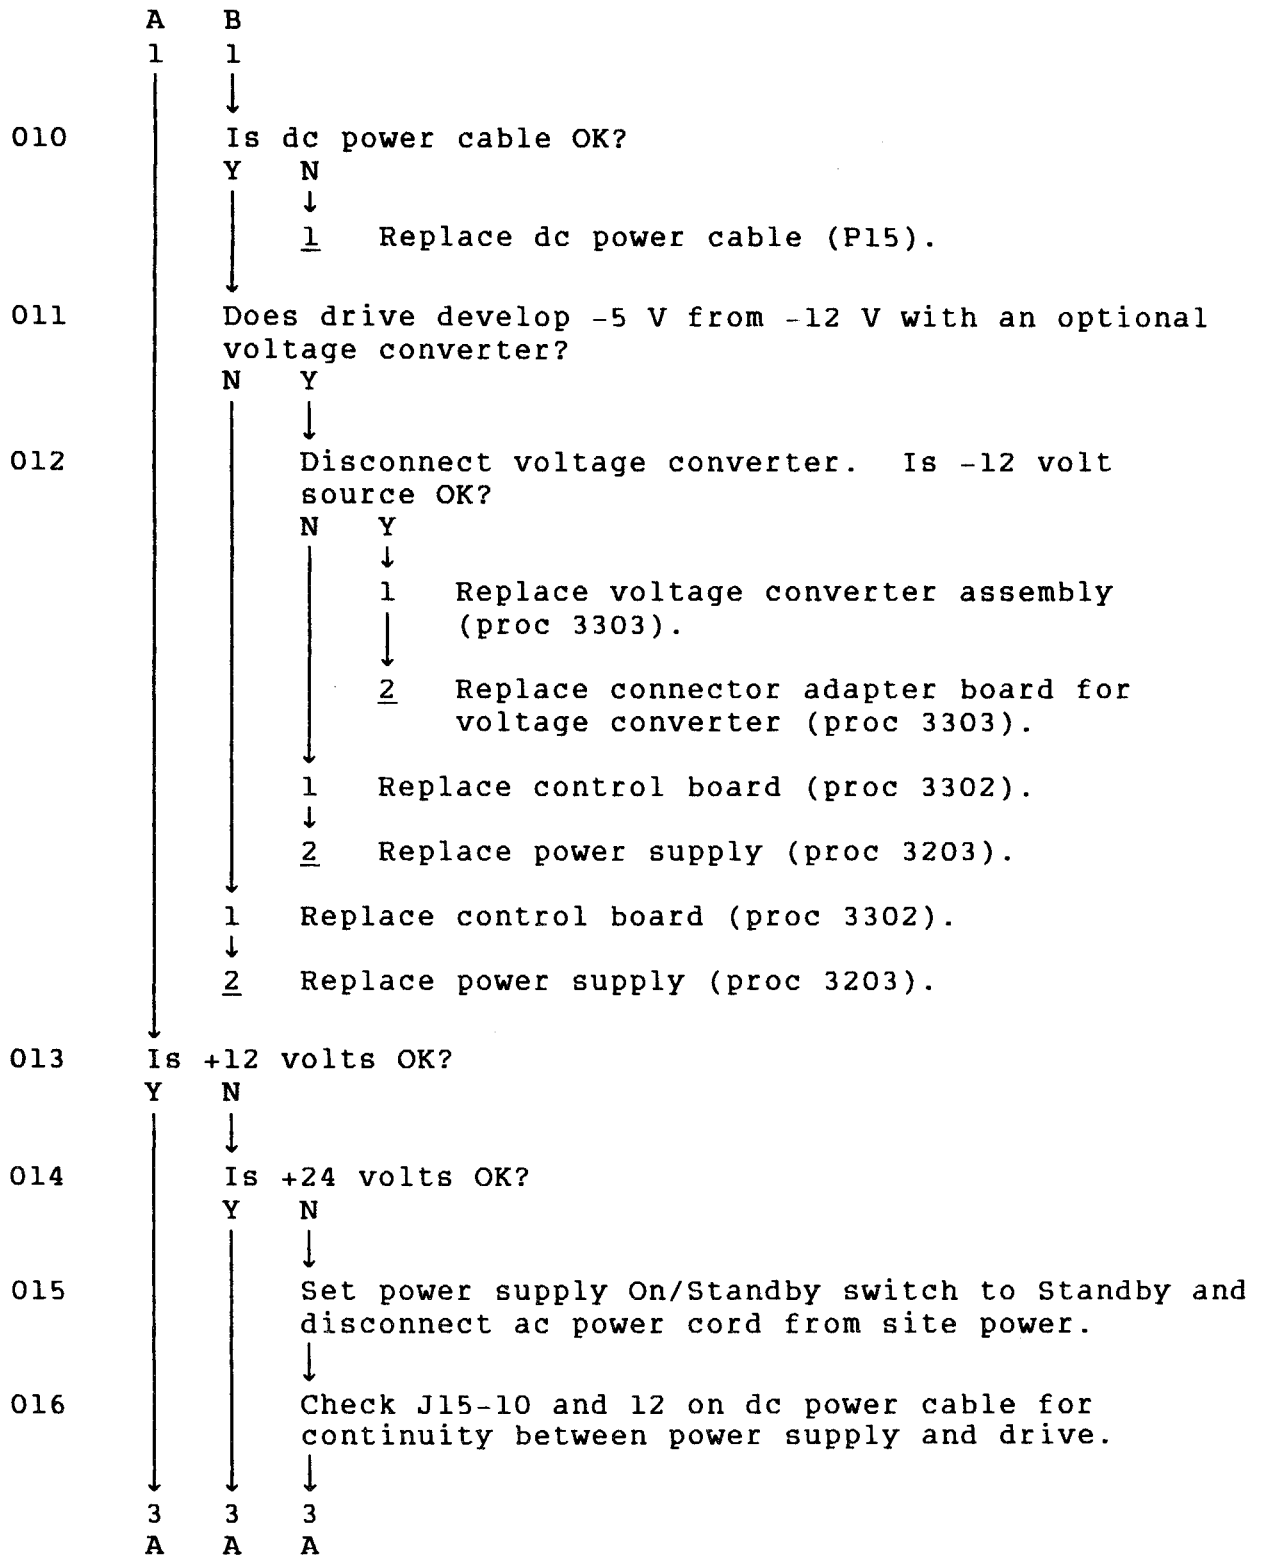 A B
1 1
010 Is dc power cable OK?
Y N
1 Replace dc power cable (P15).
011 Does drive develop -5 V from -12 V with an optional
voltage converter?
N Y
012 Disconnect voltage converter. Is -12 volt
source OK?
N Y
1 Replace voltage converter assembly
(proc 3303).
2 Replace connector adapter board for
voltage converter (proc 3303).
1 Replace control board (proc 3302).
2 Replace power supply (proc 3203).
1 Replace control board (proc 3302).
2 Replace power supply (proc 3203).
013 Is +12 volts OK?
Y N
014 Is +24 volts OK?
Y N
015 Set power supply On/Standby switch to Standby and
disconnect ac power cord from site power.
016 Check J15-10 and 12 on dc power cable for
continuity between power supply and drive.
3 3 3
A A A